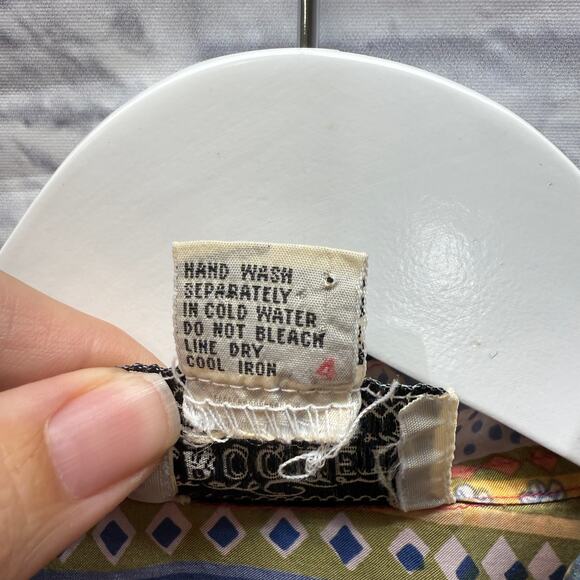 HAND WASH
SEPARATELY
IN COLD WATER
DO NOT BLEACH
LINE DRY
COOL IRON 4